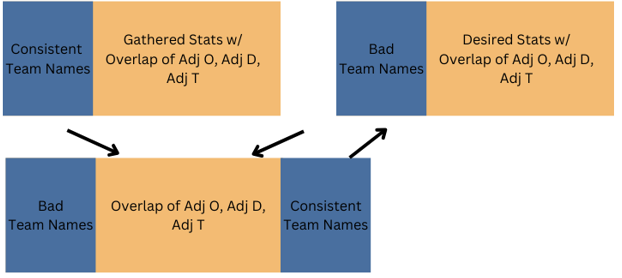 Consistent
Team Names
Gathered Stats w/
Overlap of Adj O, Adj D,
Adj T
Bad
Team Names
Desired Stats w/
Overlap of Adj O, Adj D,
Adj T
Bad
Team Names
Overlap of Adj O, Adj D,
Adj T
Consistent
Team Names